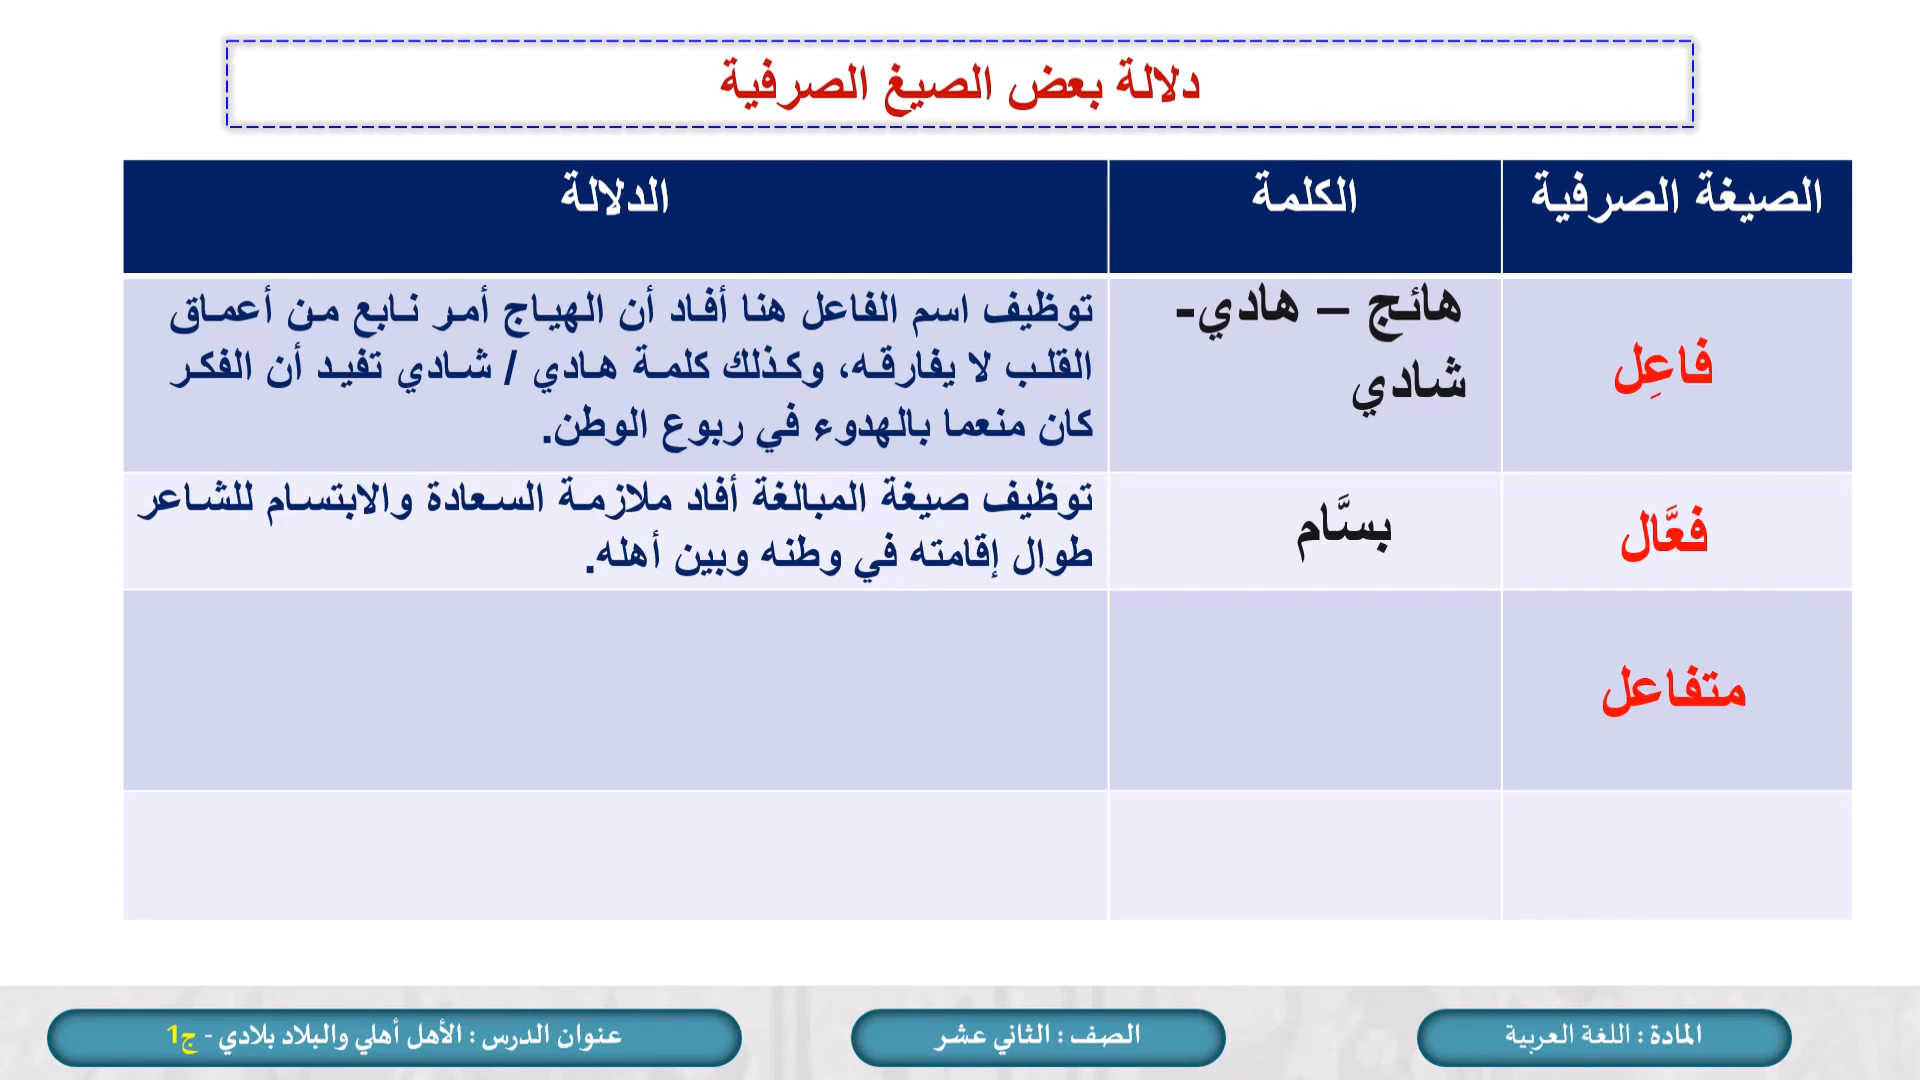 دلالة بعض الصيغ الصرفية
الصيغة الصرفية
الكلمة
الدلالة
فاعِل
هائج – هادي-
شادي
توظيف اسم الفاعل هنا أفاد أن الهياج أمر نابع من أعماق
القلب لا يفارقه، وكذلك كلمة هادي / شادي تفيد أن الفكر
كان منعما بالهدوء في ربوع الوطن.
فعَّال
بسَّام
توظيف صيغة المبالغة أفاد ملازمة السعادة والابتسام للشاعر
طوال إقامته في وطنه وبين أهله.
متفاعل
المادة : اللغة العربية
الصف : الثاني عشر
عنوان الدرس : الأهل أهلي والبلاد بلادي - ج1